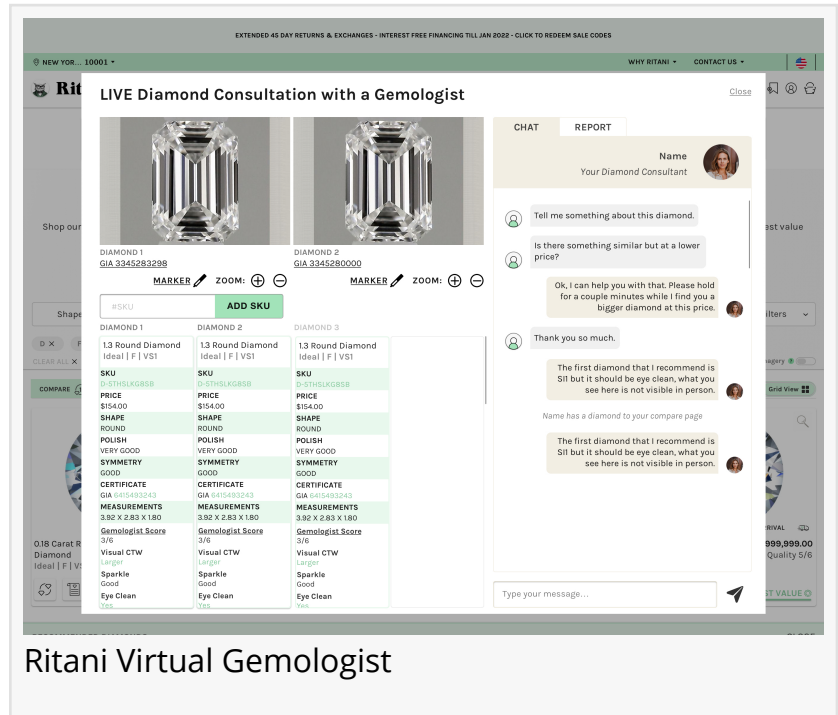 EXTENDED 45 DAY RETURNS & EXCHANGES - INTEREST FREE FINANCING TILL JAN 2022 - CLICK TO REDEEM SALE CODES
NEW YOR... 10001
WHY RITANI
CONTACT US
Rit
LIVE Diamond Consultation with a Gemologist
Close
Shop our
est value
DIAMOND 1
GIA 3345283298
DIAMOND 2
GIA 3345280000
MARKER ZOOM:
MARKER ZOOM:
#SKU
ADD SKU
Shape
ilters
D X
F
CLEAR ALL X
agery
COMPARE
Grid View
DIAMOND 1
1.3 Round Diamond
Ideal | F | VS1
SKU
D-5THSLKG85B
PRICE
$154.00
SHAPE
ROUND
POLISH
VERY GOOD
SYMMETRY
GOOD
CERTIFICATE
GIA 6415493243
MEASUREMENTS
3.92 X 2.83 X 1.80
Gemologist Score
3/6
Visual CTW
Larger
Sparkle
Good
Eye Clean
Yes
DIAMOND 2
1.3 Round Diamond
Ideal | F | VS1
SKU
D-5THSLKG85B
PRICE
$154.00
SHAPE
ROUND
POLISH
VERY GOOD
SYMMETRY
GOOD
CERTIFICATE
GIA 6415493243
MEASUREMENTS
3.92 X 2.83 X 1.80
Gemologist Score
3/6
Visual CTW
Larger
Sparkle
Good
Eye Clean
Yes
DIAMOND 3
1.3 Round Diamond
Ideal | F | VS1
SKU
D-5THSLKG85B
PRICE
$154.00
SHAPE
ROUND
POLISH
VERY GOOD
SYMMETRY
GOOD
CERTIFICATE
GIA 6415493243
MEASUREMENTS
3.92 X 2.83 X 1.80
Gemologist Score
3/6
Visual CTW
Larger
Sparkle
Good
Eye Clean
Yes
CHAT
REPORT
Name
Your Diamond Consultant
Tell me something about this diamond.
Is there something similar but at a lower
price?
Ok, I can help you with that. Please hold
for a couple minutes while I find you a
bigger diamond at this price.
Thank you so much.
The first diamond that I recommend is
SI1 but it should be eye clean, what you
see here is not visible in person.
Name has a diamond to your compare page
The first diamond that I recommend is
SI1 but it should be eye clean, what you
see here is not visible in person.
Type your message...
0.18 Carat R
Diamond
Ideal | F | VS
RIVAL
999,999.00
Quality 5/6
ST VALUE
Ritani Virtual Gemologist